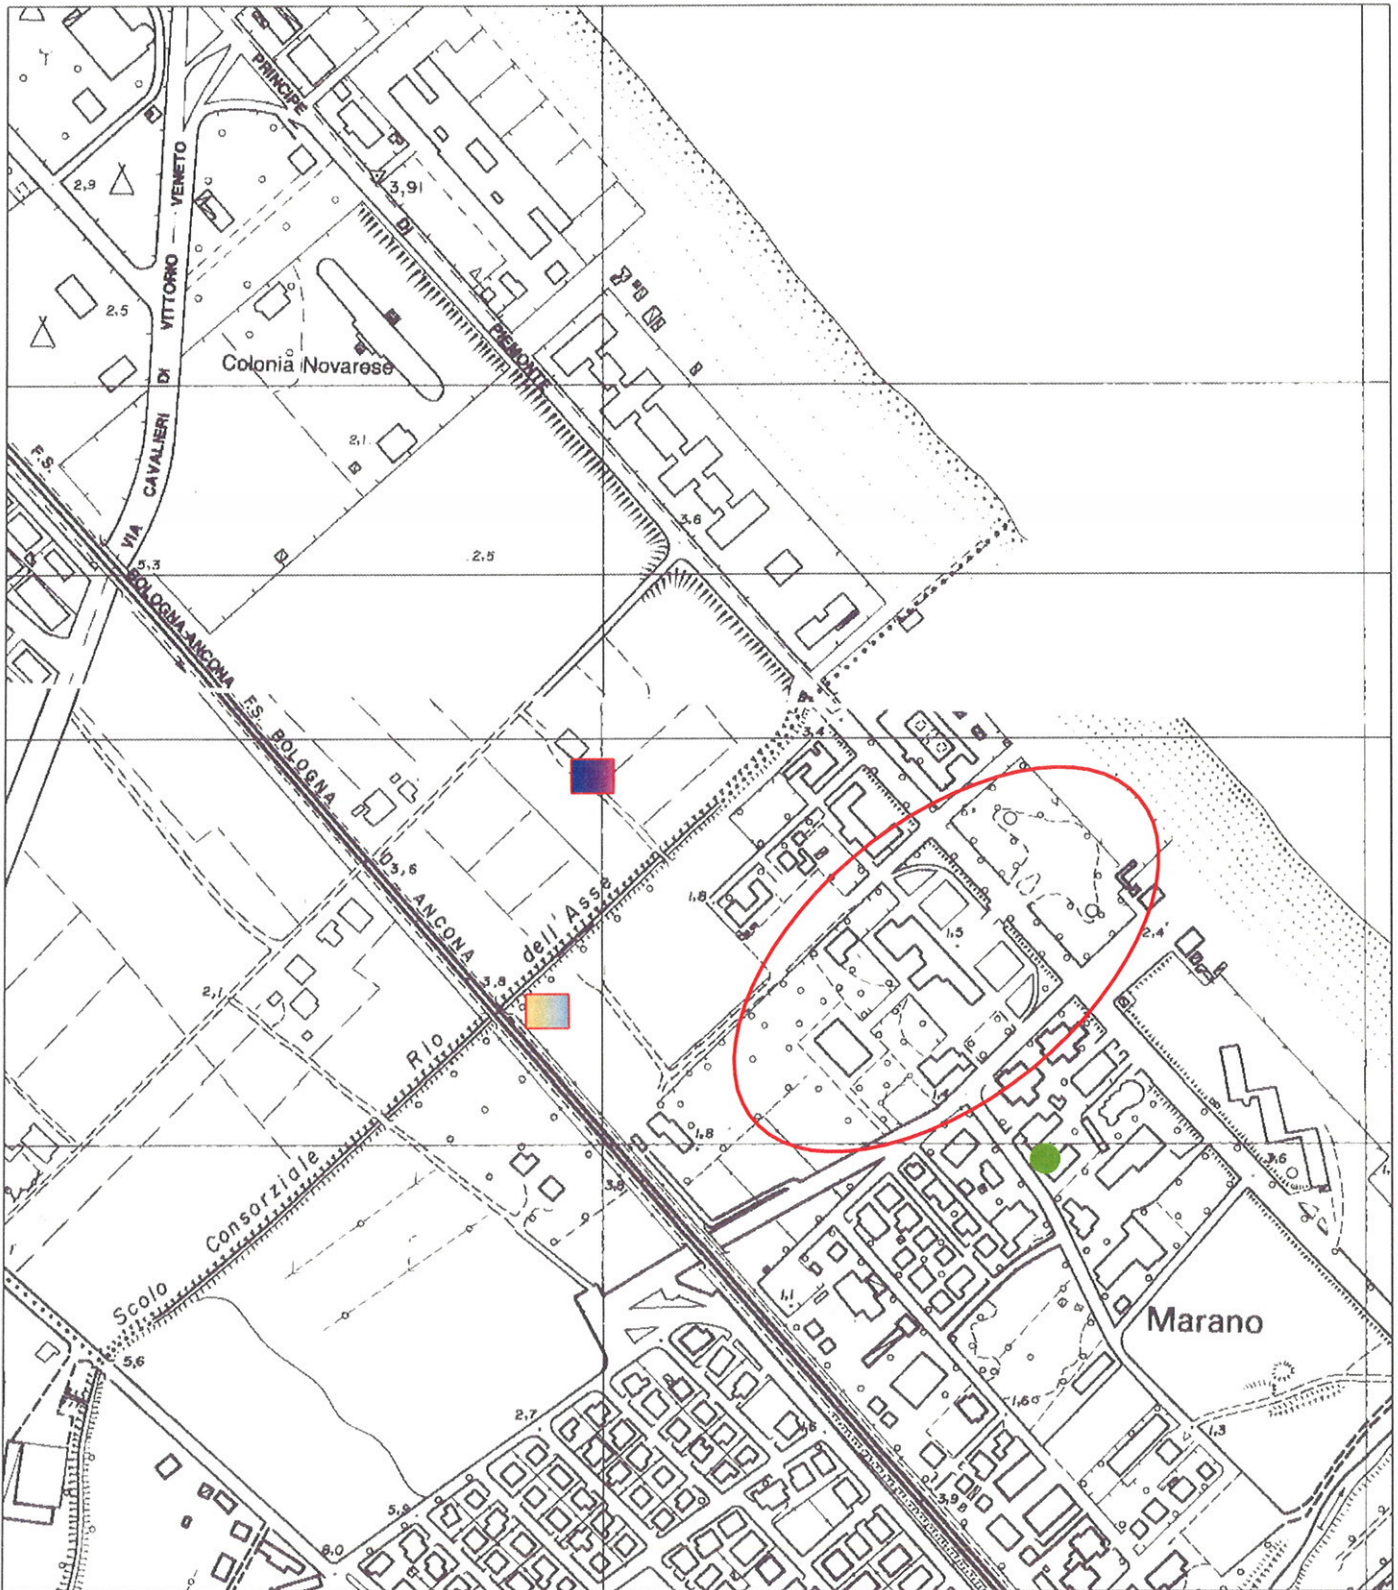 PRINCIPE
DI
PIEMONTE
3,91
2,9
VIA CAVALIERI DI VITTORIO VENETO
2,5
Colonia Novarese
2,1
F.S.
3,6
5,3
2,5
BOLOGNA-ANCONA
F.S. BOLOGNA - ANCONA
3,4
3,6
1,8
dell'Asse
1,5
2,4
3,8
2,1
Rio
1,8
3,6
3,8
Consorziale
Scolo
1,1
Marano
5,6
1,6
2,7
1,6
1,3
3,9
5,9
6,0